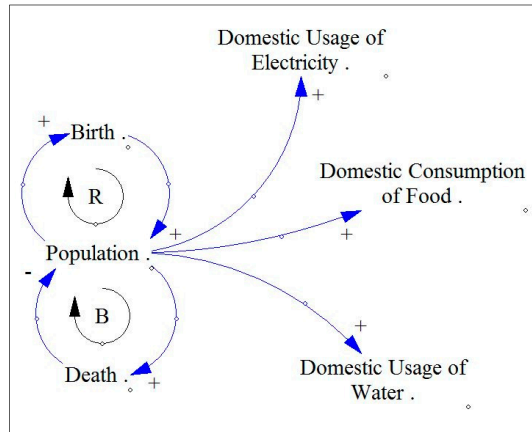 Domestic Usage of
Electricity .
+
+
Birth .
R
Domestic Consumption
of Food .
+
+
Population .
-
B
+
Domestic Usage of
Water .
Death .
+